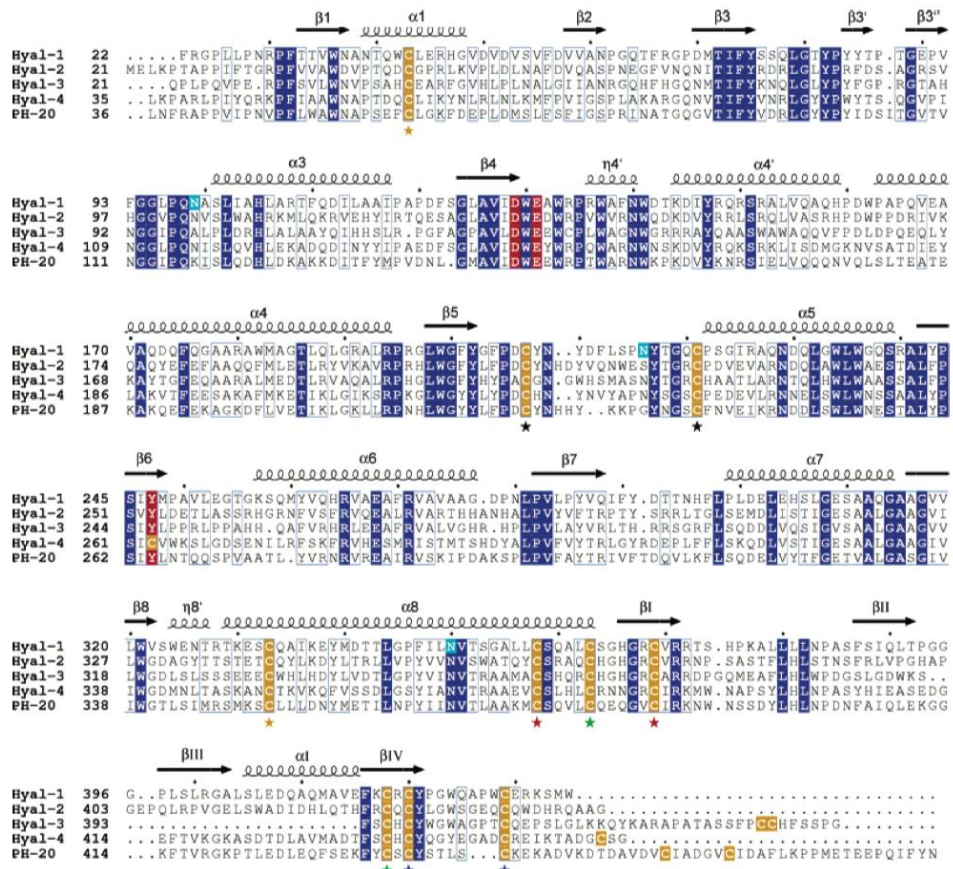 β1 α1 β2 β3 β3' β3''
Hyal-1 22 .....FRGPLLPNRPFTTVWNANTQWCLERHGVDVDVSVFDVVANPGQTFRGPDMTIFYSSQLGTYPYYTP.TGEPV
Hyal-2 21 MELKPTAPPIFTGRPFVVAWDVPTQDCGPRLKVPLDLNAFDVQASPNEGFVNQNITIFYRDRLGLYPRFDS.AGRSV
Hyal-3 21 ...QPLPQVPE.RPFSVLWNVPSAHCEARFGVHLPLNALGIIANRGQHFHGQNMTIFYKNQLGLYPYFGP.RGTAH
Hyal-4 35 ..LKPARLPIYQRKPFIAAWNAPTDQCLIKYNLRLNLKMFPVIGSPLAKARGQNVTIFYVNRLGYYPWYTS.QGVPI
PH-20 36 ..LNFRAPPVIPNVPFLWAWNAPSEFCLGKFDEPLDMSLFSFIGSPRINATGQGVTIFYVDRLGYYPYIDSITGVTV
α3 β4 η4' α4'
Hyal-1 93 FGGLPQNASLIAHLARTFQDILAAIPAPDFSGLAVIDWEAWRPRWAFNWDTKDIYRQRSRALVQAQHPDWPAPQVEA
Hyal-2 97 HGGVPQNVSLWAHRKMLQKRVEHYIRTQESAGLAVIDWEDWRPVWVRNWQDKDVYRRLSRQLVASRHPDWPPDRIVK
Hyal-3 92 NGGIPQALPLDRHLALAAYQIHHSLR.PGFAGPAVLDWEEWCPLWAGNWGRRRAYQAASWAWAQQVFPDLDPQEQLY
Hyal-4 109 NGGLPQNISLQVHLEKADQDINYYIPAEDFSGLAVIDWEYWRPQWARNWNSKDVYRQKSRKLISDMGKNVSATDIEY
PH-20 111 NGGIPQKISLQDHLDKAKKDITFYMPVDNL.GMAVIDWEEWRPTWARNWKPKDVYKNRSIELVQQQNVQLSLTEATE
α4 β5 α5
Hyal-1 170 VAQDQFQGAARAWMAGTLQLGRALRPRGLWGFYGFPDCYN..YDFLSPNYTGQCPSGIRAQNDQLGWLWGQSRALYP
Hyal-2 174 QAQYEFEFAAQQFMLETLRYVKAVRPRHLWGFYLFPDCYN..HDYVQNWESYTGRCPDVEVARNDQLAWLWAESTALFP
Hyal-3 168 KAYTGFEQAARALMEDTLRVAQALRPHGLWGFYHYPACGN.GWHSMASNYTGRCHAATLARNTQLHWLWAASSALFP
Hyal-4 186 LAKVTFEESAKAFMKETIKLGIKSRPKGLWGYYLYPDCYN..YNVYAPNYSGSCPEDEVLRNNELSWLWNSSAALYP
PH-20 187 KAKQEFEKAGKDFLVETIKLGKLLRPNHLWGYYLFPDCYNHHY.KKPGYNGSCFNVEIKRNDDLSWLWNESTALYP
β6 α6 β7 α7
Hyal-1 245 SIYMPAVLEGTGKSQMYVQHRVAEAFRVAVAAG.DPNLPVLPYVQIFY.DTTNHFLPLDELEHSLGESAAQGAAGVV
Hyal-2 251 SVYLDETLASSRHGRNFVSFRVQEALRVARTHHANHALPVYVFTRPTY.SRRLTGLSEMDLISTIGESAALGAAGVI
Hyal-3 244 SIYLPPRLPPAHH.QAFVRHRLEEAFRVALVGHR.HPLPVLAYVRLTH.RRSGRFLSQDDLVQSIGVSAALGAAGVV
Hyal-4 261 SICVWKSLGDSENILRFSKFRVHESMRISTMTSHDYALPVFVYTRLGYRDEPLFFLSKQDLVSTIGESAALGAAGIV
PH-20 262 SIYLNTQQSPVAATL.YVRNRVREAIRVSKIPDAKSPLPVFAYTRIVFTDQVLKFLSQDELVYTFGETVALGASGIV
β8 η8' α8 βI βII
Hyal-1 320 LWVSWENTRTKESCQAIKEYMDTTLGPFILNVTSGALLCSQALCSGHGRCVRRTS.HPKALLLLNPASFSIQLTPGG
Hyal-2 327 LWGDAGYTTSTETCQYLKDYLTRLLVPYVVNVSWATQYCSRAQCHGHGRCVRRNP.SASTFLHLSTNSFRLVPGHAP
Hyal-3 318 LWGDLSLSSSEEECWHLHDYLVDTLGPYVINVTRAAMACSHQRCHGHGRCARRDPGQMEAFLHLWPDGSLGDWKS..
Hyal-4 338 IWGDMNLTASKANCTKVKQFVSSDLGSYIANVTRAAEVCSLHLCRNNGRCIRKMW.NAPSYLHLNPASYHIEASEDG
PH-20 338 IWGTLSIMRSMKSCLLLDNYMETILNPYIINVTLAAKMCSQVLCQEQGVCIRKNW.NSSDYLHLNPDNFAIQLEKGG
βIII αI βIV
Hyal-1 396 G..PLSLRGALSLEDQAQMAVEFKCRCYPGWQAPWCERKSMW..................................
Hyal-2 403 GEPQLRPVGELSWADIDHLQTHFRCQCYLGWSGEQCQWDHRQAAG...............................
Hyal-3 393 .....................FSCHCYWGWAGPTCQEPSLGLKKQYKARAPATASSFPCCHFSSPG..........
Hyal-4 414 ...EFTVKGKASDTDLAVMADTFSCHCYQGYEGADCREIKTADGCSG..............................
PH-20 414 ...KFTVRGKPTLEDLEQFSEKFYCSCYSTLS...CKEKADVKDTDAVDVCIADGVCIDAFLKPPMETEEPQIFYN